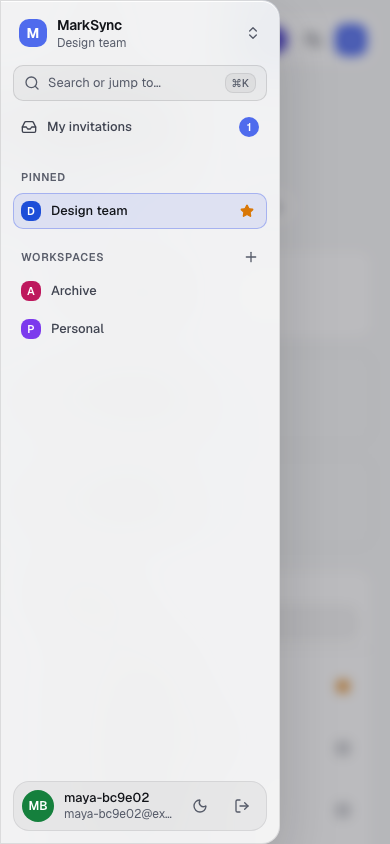 M
MarkSync
Design team
Search or jump to...
⌘K
My invitations
1
PINNED
D
Design team
WORKSPACES
A
Archive
P
Personal
MB
maya-bc9e02
maya-bc9e02@ex...